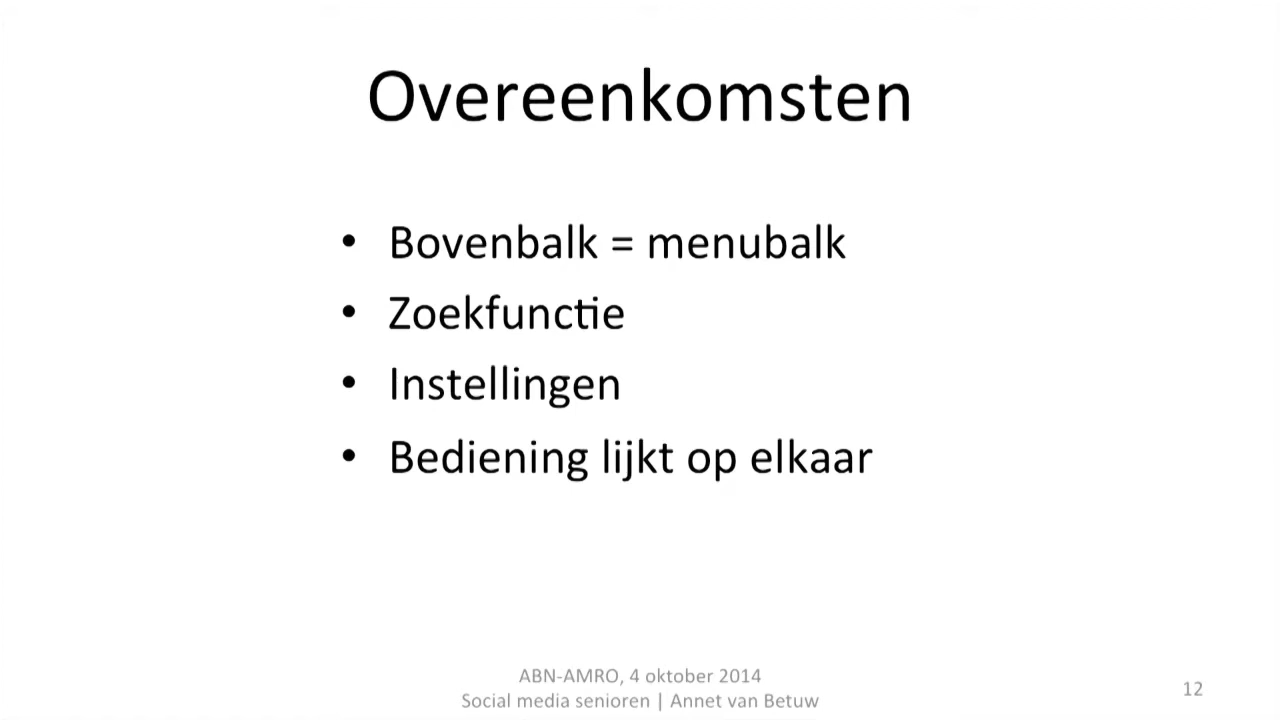 Overeenkomsten
• Bovenbalk = menubalk
• Zoekfunctie
• Instellingen
• Bediening lijkt op elkaar
ABN-AMRO, 4 oktober 2014
Social media senioren | Annet van Betuw
12